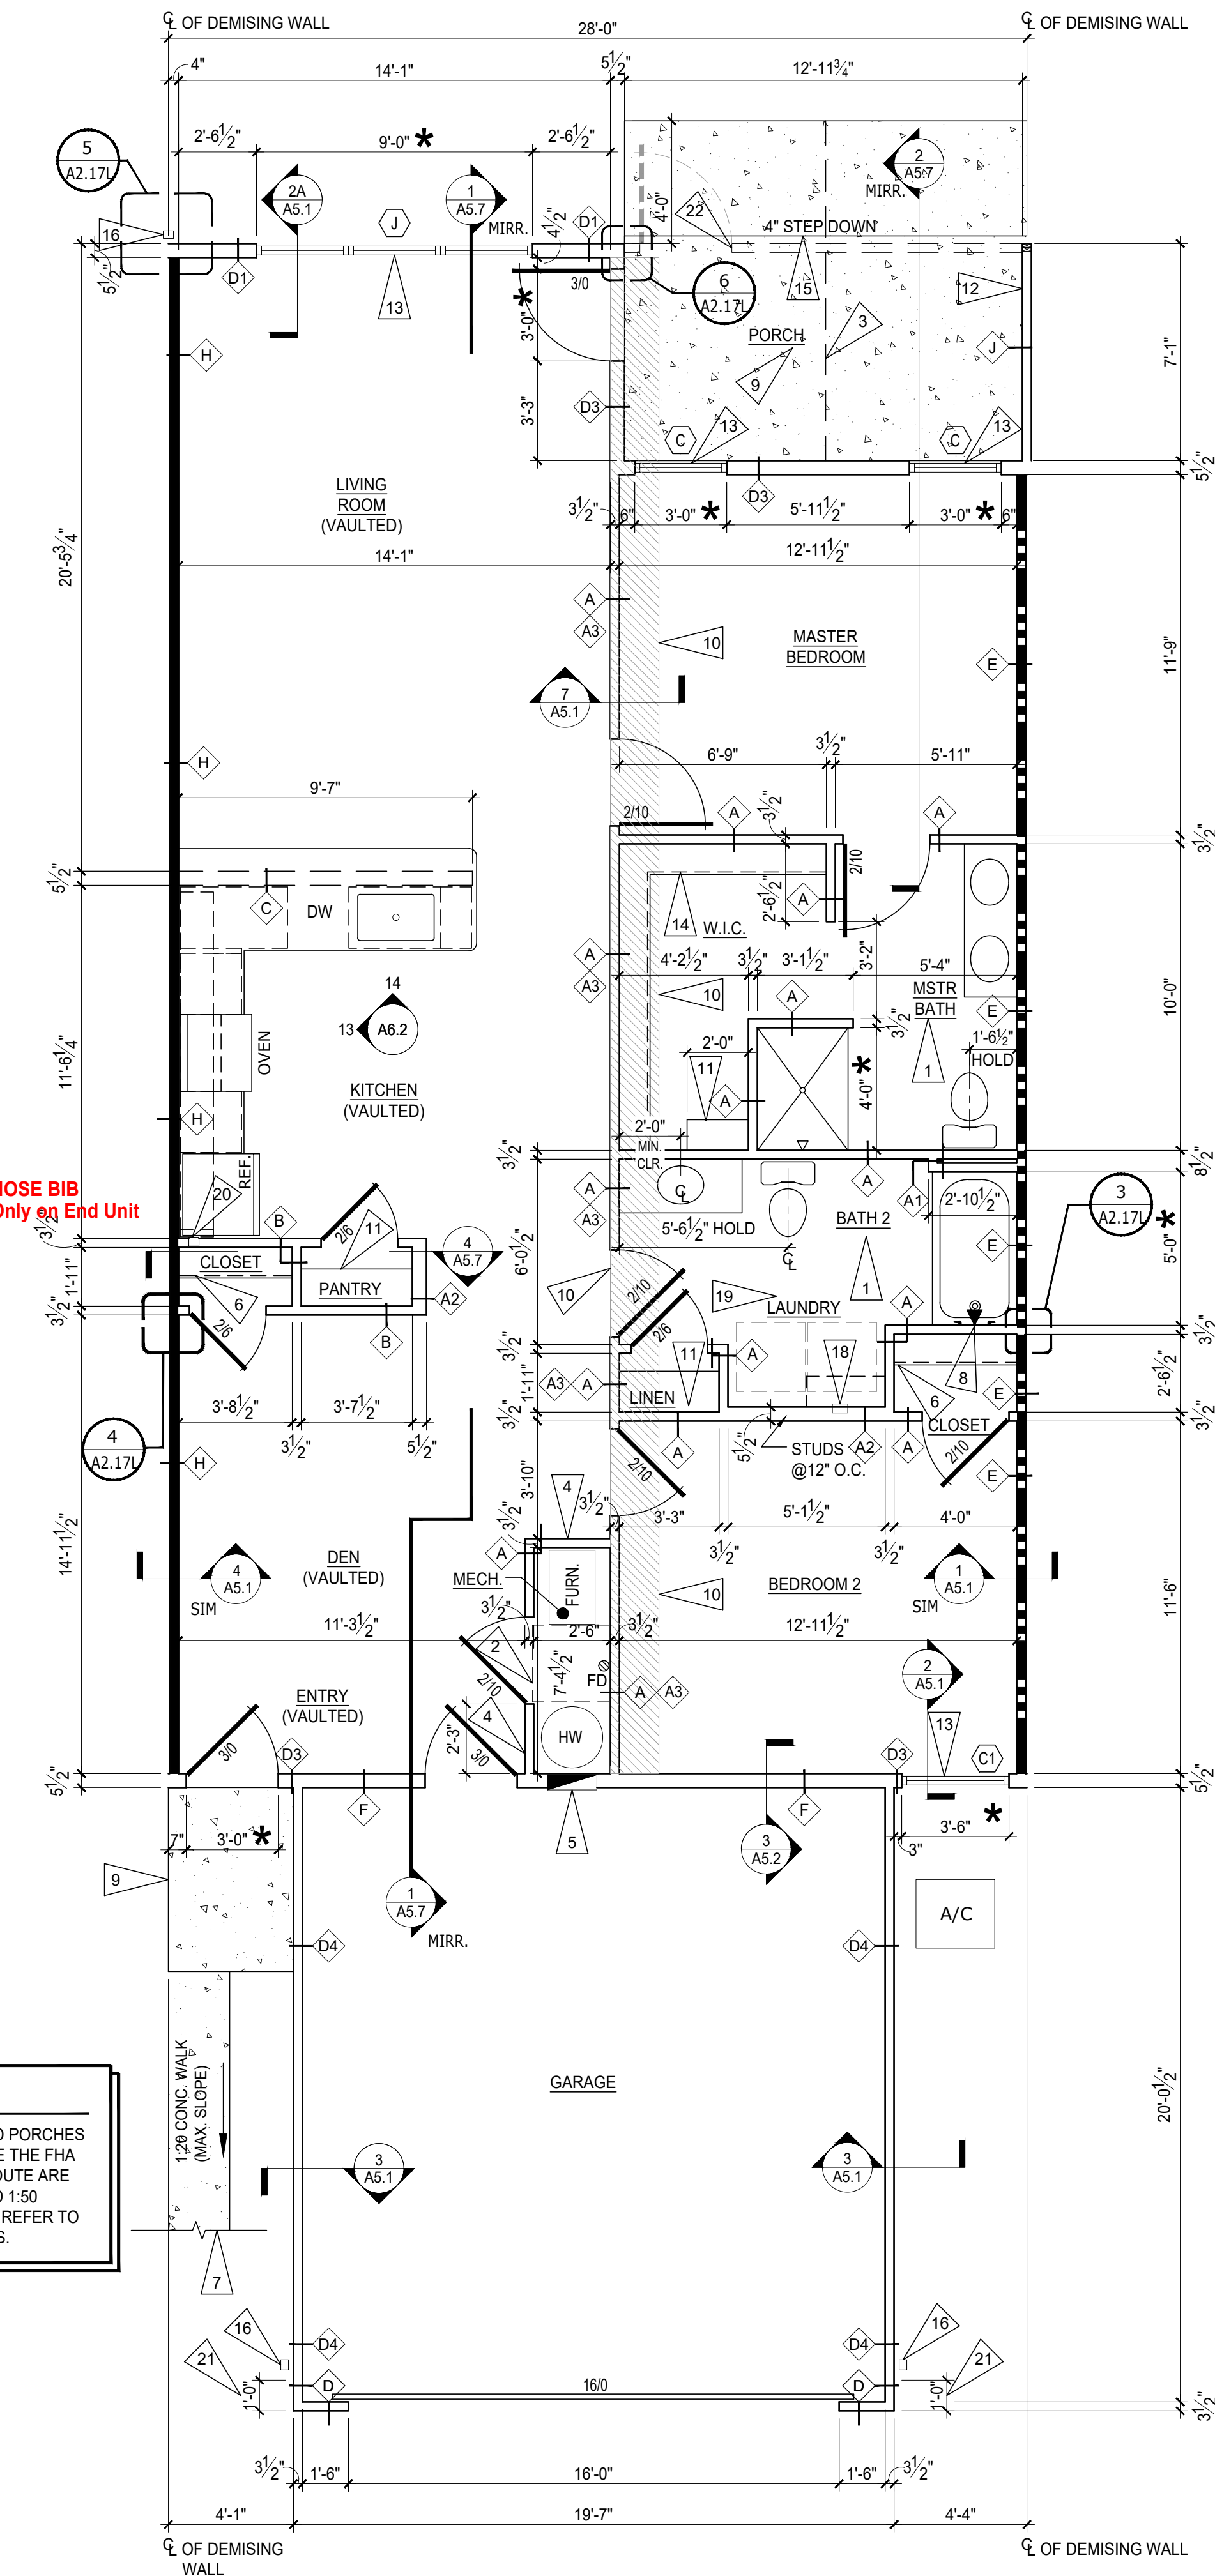 ℄ OF DEMISING WALL
℄ OF DEMISING WALL
28'-0"
4"
14'-1"
5½"
12'-11¾"
2'-6½"
9'-0" *
2'-6½"
5
A2.17L
2A
A5.1
1
A5.7
MIRR.
2
A5.7
MIRR.
J
22
4'-0"
4" STEP DOWN
16
5½"
D1
13
4½"
D1
3/0
3'-0" *
6
A2.17L
15
12
3
PORCH
9
J
7'-1"
H
3'-3"
D3
C
13
C
13
5½"
D3
LIVING
ROOM
(VAULTED)
3½"
6"
3'-0" *
5'-11½"
3'-0" *
6"
20'-5¾"
14'-1"
12'-11½"
A
A3
10
MASTER
BEDROOM
E
11'-9"
7
A5.1
H
6'-9"
3½"
5'-11"
9'-7"
2/10
A
3½"
A
3½"
5½"
C
DW
2'-6½"
A
2/10
14
W.I.C.
A
A3
4'-2½"
3½"
3'-1½"
3'-2"
5'-4"
10
MSTR
BATH
E
10'-0"
14
13
A6.2
A
3½"
1'-6½"
HOLD
OVEN
2'-0"
11
4'-0" *
1
11'-6¼"
KITCHEN
(VAULTED)
A
H
2'-0"
MIN.
CLR.
3½"
8½"
REF.
A
A3
℄
A
A1
2'-10½"
3
A2.17L
HOSE BIB
Only on End Unit
20
5'-6½" HOLD
BATH 2
5'-0" *
E
3½"
B
2/6
11
4
A5.7
℄
1
6'-0½"
CLOSET
1'-11"
PANTRY
A2
6
10
2/10
19
LAUNDRY
A
3½"
2/6
B
2/6
3½"
11
A
18
3½"
8
2'-6½"
A3
A
LINEN
1'-11"
6
E
3'-8½"
3'-7½"
3½"
CLOSET
3½"
3½"
5½"
4
A2.17L
H
A
5½"
STUDS
@12" O.C.
A2
A
2/10
E
2/10
3'-10"
4
3½"
3'-3"
5'-1½"
4'-0"
3½"
3½"
3½"
14'-11½"
DEN
(VAULTED)
A
4
A5.1
SIM
MECH.
FURN.
10
BEDROOM 2
1
A5.1
SIM
11'-6"
3½"
11'-3½"
2'-6"
3½"
12'-11½"
2
7'-4½"
FD
A
A3
2
A5.1
2/10
ENTRY
(VAULTED)
4
2'-3"
HW
13
C1
3/0
D3
3/0
D3
5½"
5½"
F
F
7"
3'-0" *
5
3
A5.2
3'-6" *
3"
9
1
A5.7
MIRR.
A/C
D4
D4
1:20 CONC. WALK
(MAX. SLOPE)
GARAGE
20'-0½"
D PORCHES
E THE FHA
OUTE ARE
D 1:50
REFER TO
S.
3
A5.1
3
A5.1
7
16
D4
D4
16
21
D
D
21
1'-0"
16/0
1'-0"
3½"
3½"
1'-6"
16'-0"
1'-6"
3½"
4'-1"
19'-7"
4'-4"
℄ OF DEMISING
WALL
℄ OF DEMISING WALL